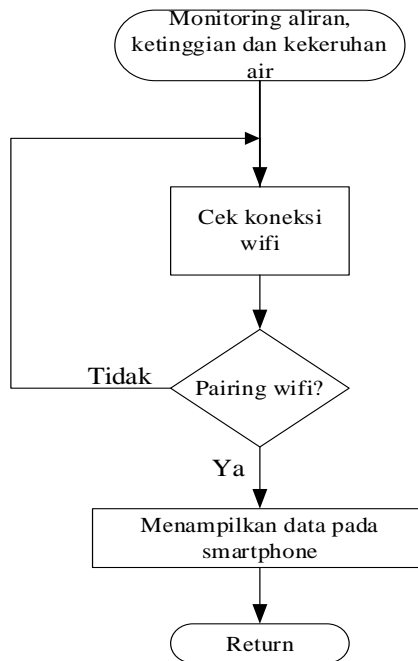 Monitoring aliran,
ketinggian dan kekeruhan
air
Cek koneksi
wifi
Pairing wifi?
Tidak
Ya
Menampilkan data pada
smartphone
Return